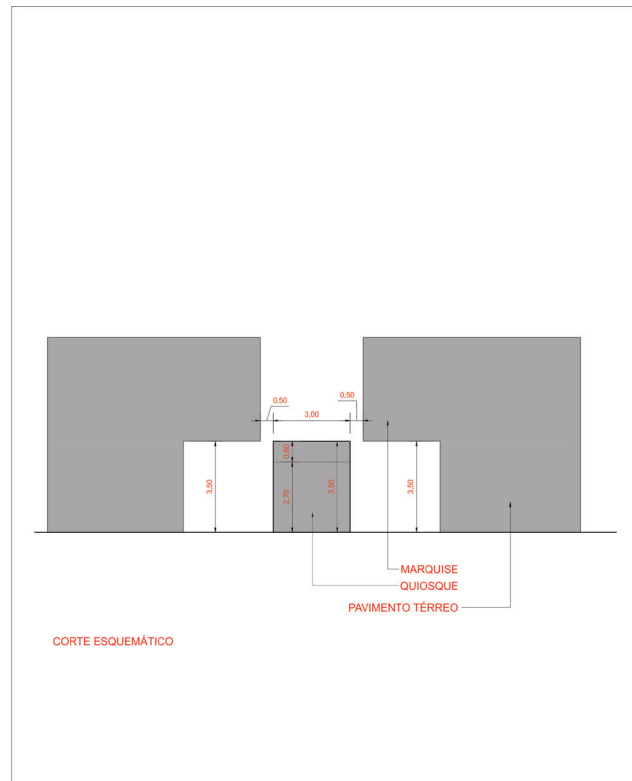 0,50
0,50
3,00
0,80
3,50
2,70
3,50
3,50
MARQUISE
QUIOSQUE
PAVIMENTO TÉRREO
CORTE ESQUEMÁTICO